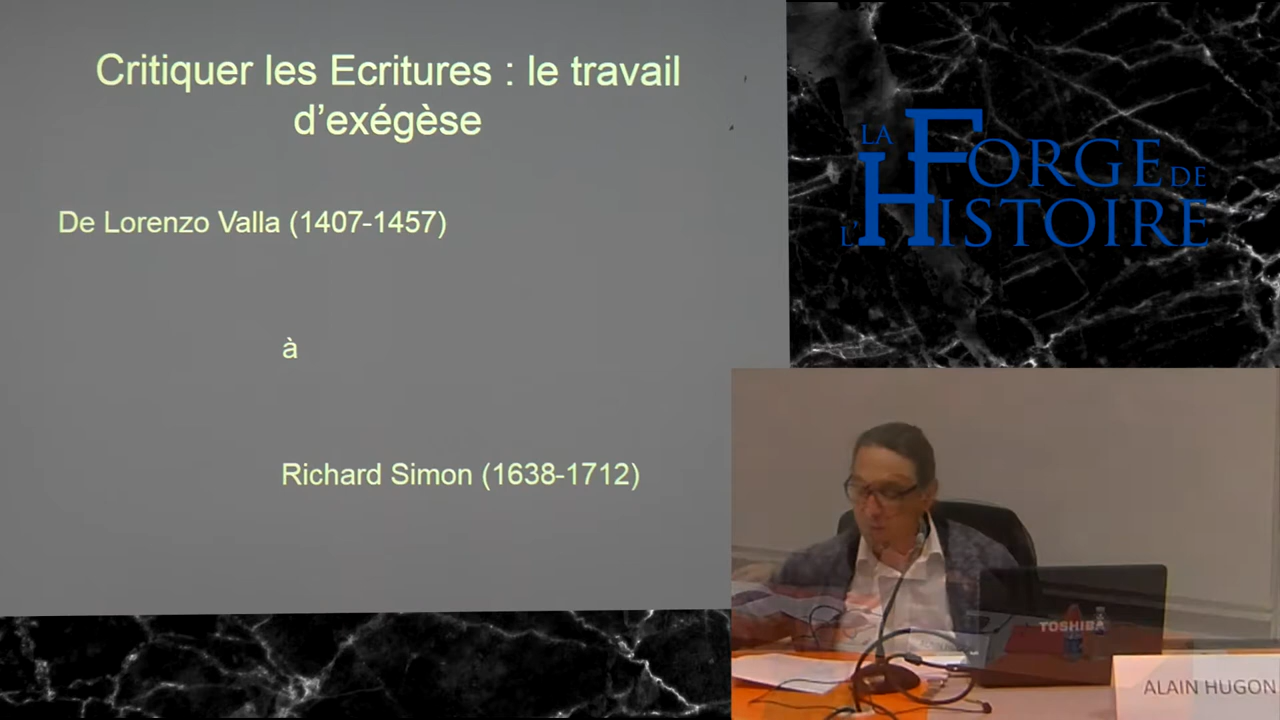 Critiquer les Ecritures : le travail
d'exégèse
De Lorenzo Valla (1407-1457)
à
Richard Simon (1638-1712)
LA FORGE DE
L'HISTOIRE
TOSHIBA
ALAIN HUGON